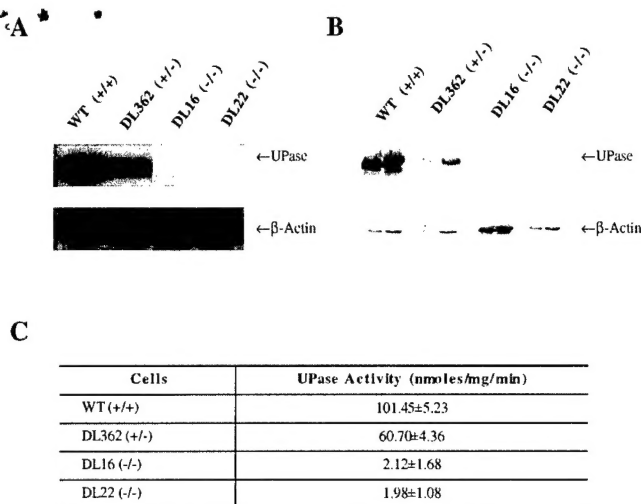 A
B
WT (+/+)
DL362 (+/-)
DL16 (-/-)
DL22 (-/-)
WT (+/+)
DL362 (+/-)
DL16 (-/-)
DL22 (-/-)
←UPase
←UPase
←β-Actin
←β-Actin
C
Cells UPase Activity (nmoles/mg/min)
WT (+/+) 101.45±5.23
DL362 (+/-) 60.70±4.36
DL16 (-/-) 2.12±1.68
DL22 (-/-) 1.98±1.08